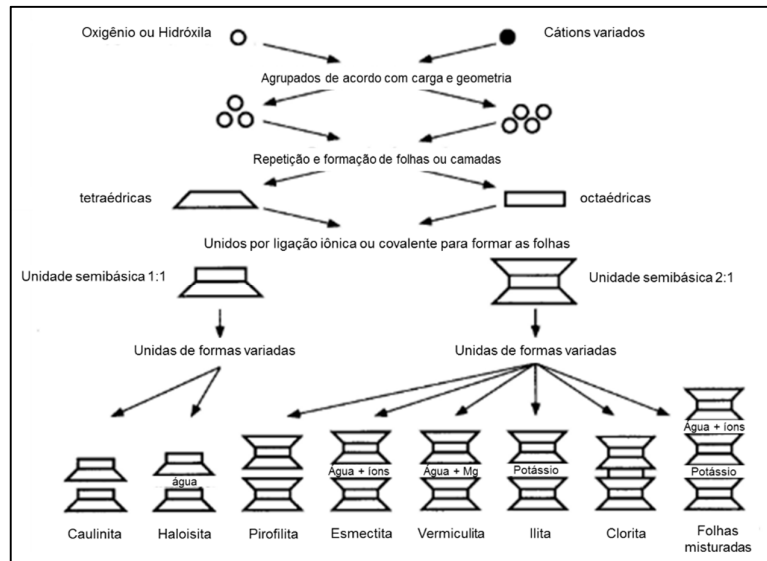 Oxigênio ou Hidróxila
Cátions variados
Agrupados de acordo com carga e geometria
Repetição e formação de folhas ou camadas
tetraédricas
octaédricas
Unidos por ligação iônica ou covalente para formar as folhas
Unidade semibásica 1:1
Unidade semibásica 2:1
Unidas de formas variadas
Unidas de formas variadas
Água + íons
água
Água + íons
Água + Mg
Potássio
Potássio
Caulinita
Haloisita
Pirofilita
Esmectita
Vermiculita
Ilita
Clorita
Folhas
misturadas